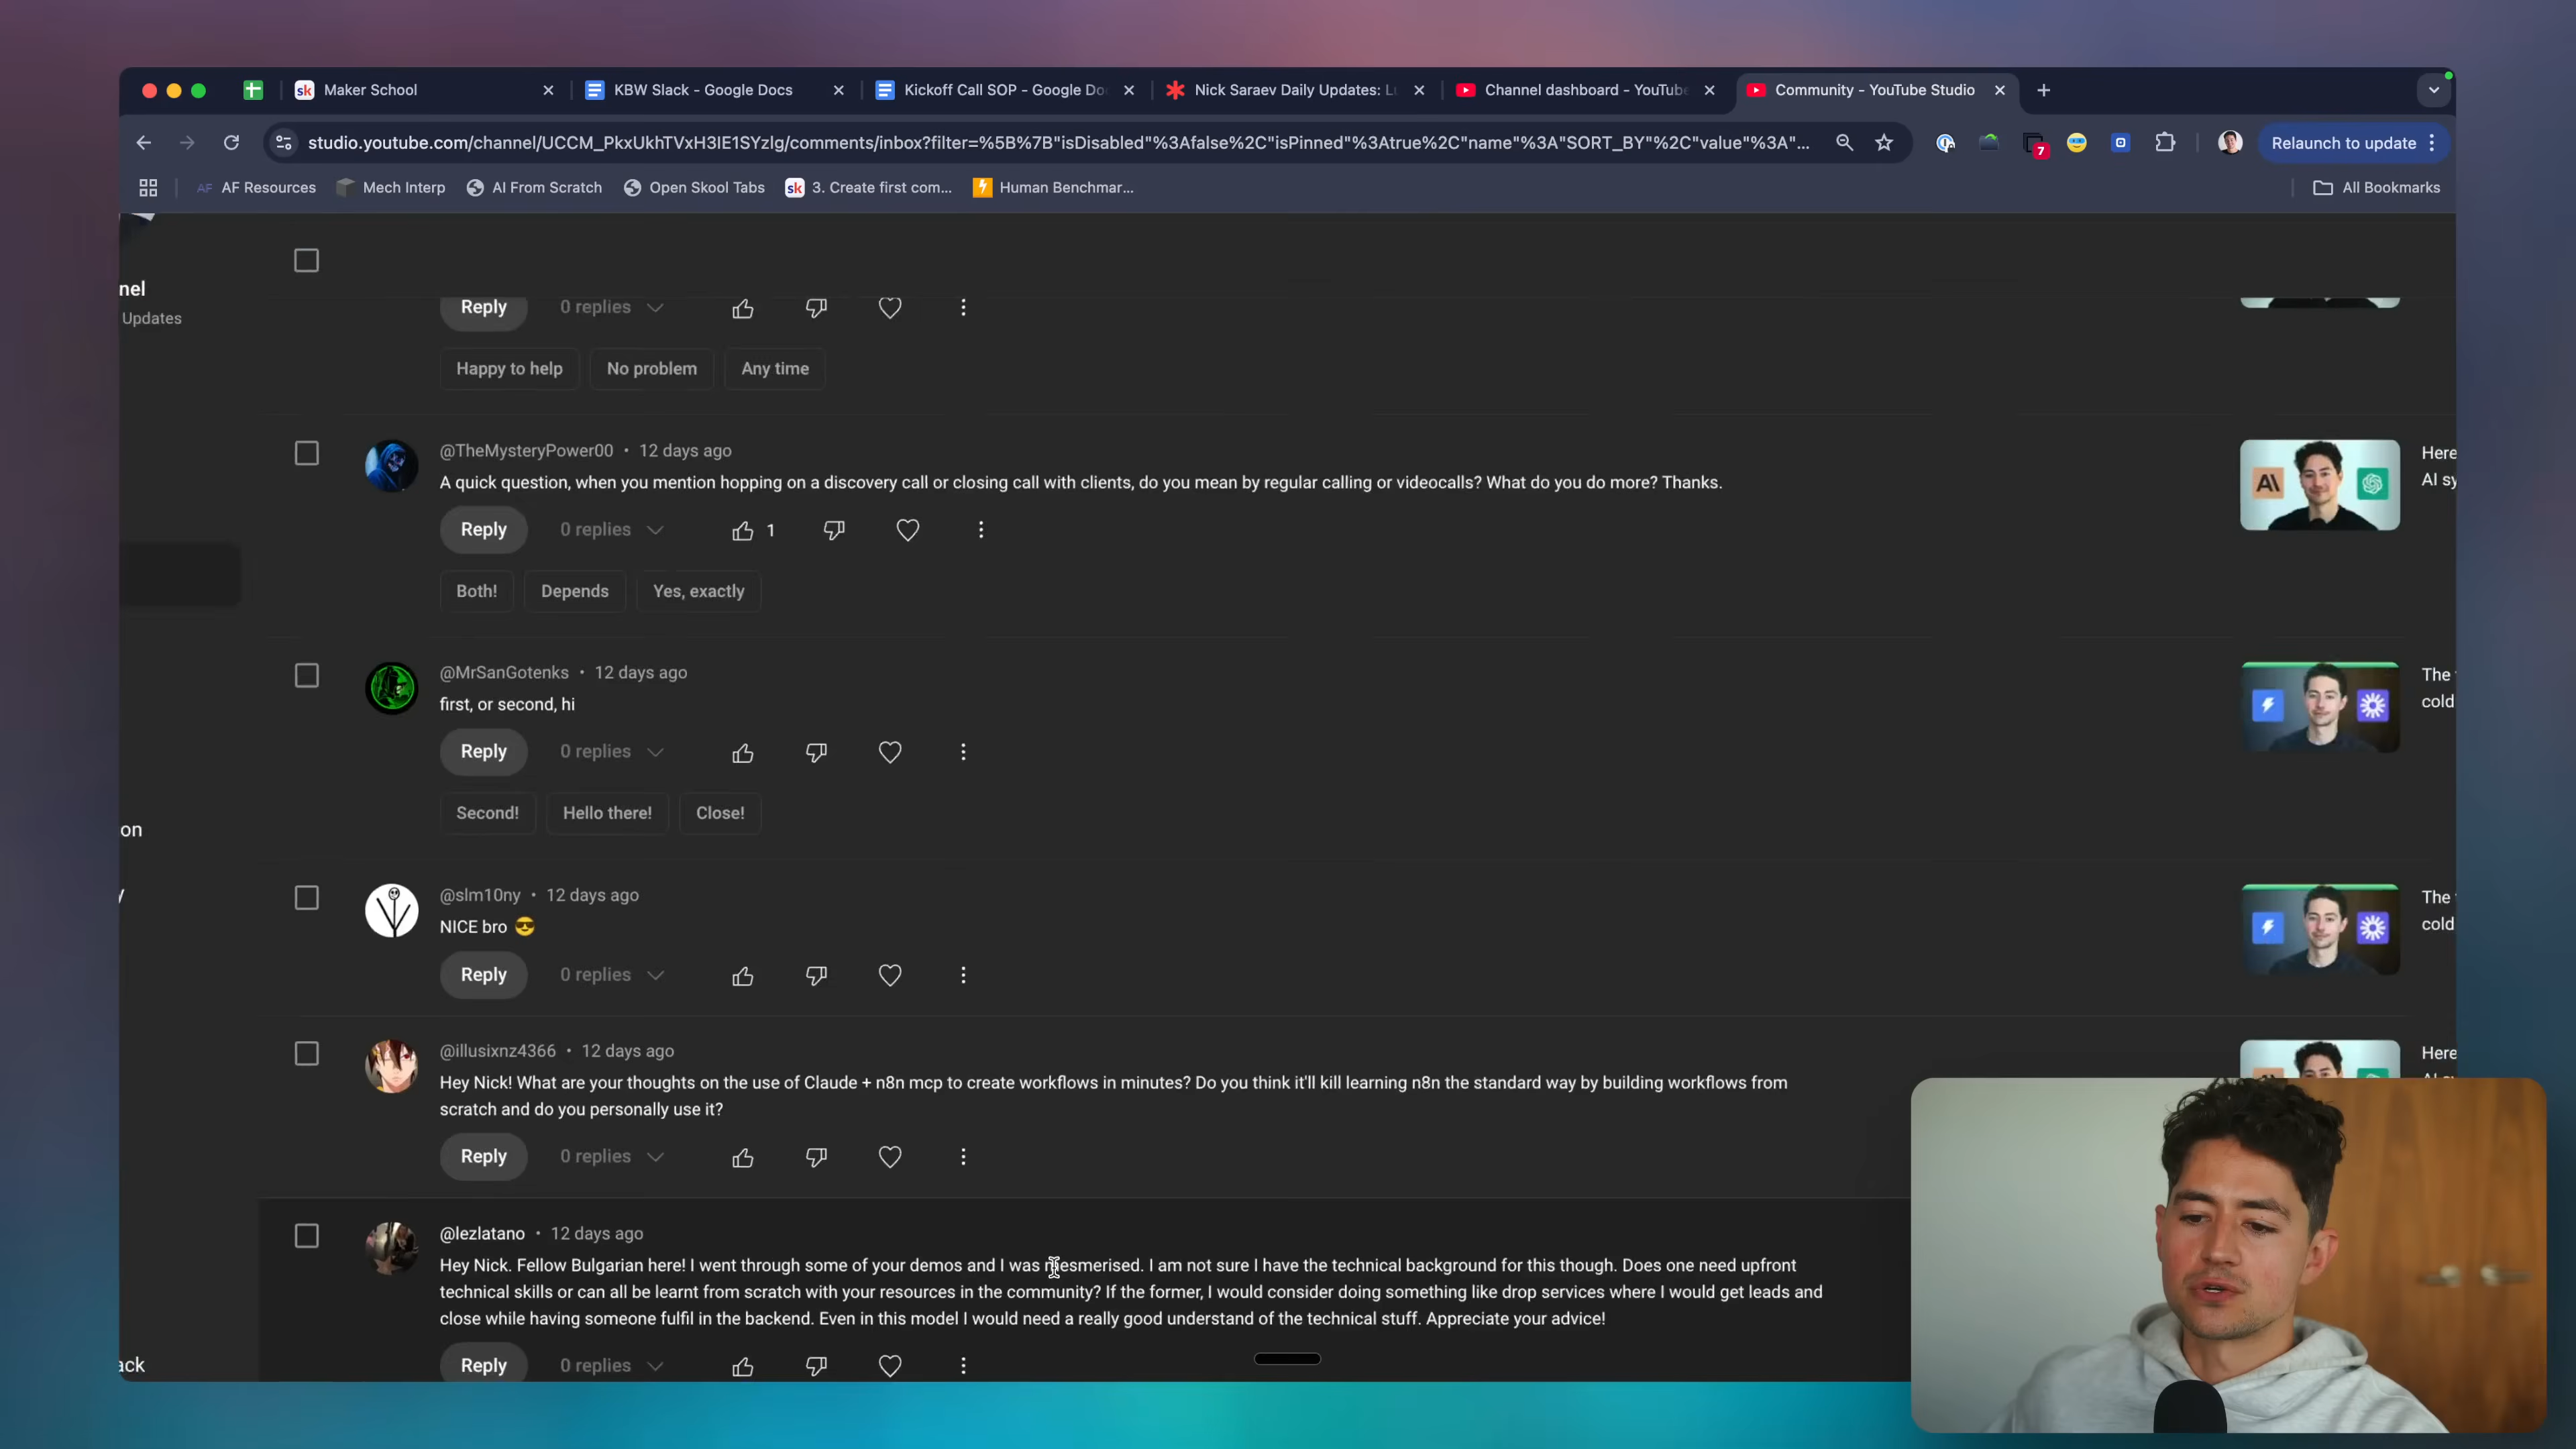 Maker School
KBW Slack - Google Docs
Kickoff Call SOP - Google Do
Nick Saraev Daily Updates: L
Channel dashboard - YouTube
Community - YouTube Studio
studio.youtube.com/channel/UCCM_PkxUkhTVxH3IE1SYzlg/comments/inbox?filter=%5B%7B"isDisabled"%3Afalse%2C"isPinned"%3Atrue%2C"name"%3A"SORT_BY"%2C"value"%3A"...
7
Relaunch to update
AF Resources
Mech Interp
AI From Scratch
Open Skool Tabs
sk 3. Create first com...
Human Benchmar...
All Bookmarks
nel
Updates
on
ack
Reply 0 replies
Happy to help No problem Any time
@TheMysteryPower00 • 12 days ago
A quick question, when you mention hopping on a discovery call or closing call with clients, do you mean by regular calling or videocalls? What do you do more? Thanks.
Reply 0 replies 1
Both! Depends Yes, exactly
Here
AI sy
@MrSanGotenks • 12 days ago
first, or second, hi
Reply 0 replies
Second! Hello there! Close!
The
cold
@slm10ny • 12 days ago
NICE bro 😎
Reply 0 replies
The
cold
@illusixnz4366 • 12 days ago
Hey Nick! What are your thoughts on the use of Claude + n8n mcp to create workflows in minutes? Do you think it'll kill learning n8n the standard way by building workflows from
scratch and do you personally use it?
Reply 0 replies
Here
@lezlatano • 12 days ago
Hey Nick. Fellow Bulgarian here! I went through some of your demos and I was mesmerised. I am not sure I have the technical background for this though. Does one need upfront
technical skills or can all be learnt from scratch with your resources in the community? If the former, I would consider doing something like drop services where I would get leads and
close while having someone fulfil in the backend. Even in this model I would need a really good understand of the technical stuff. Appreciate your advice!
Reply 0 replies